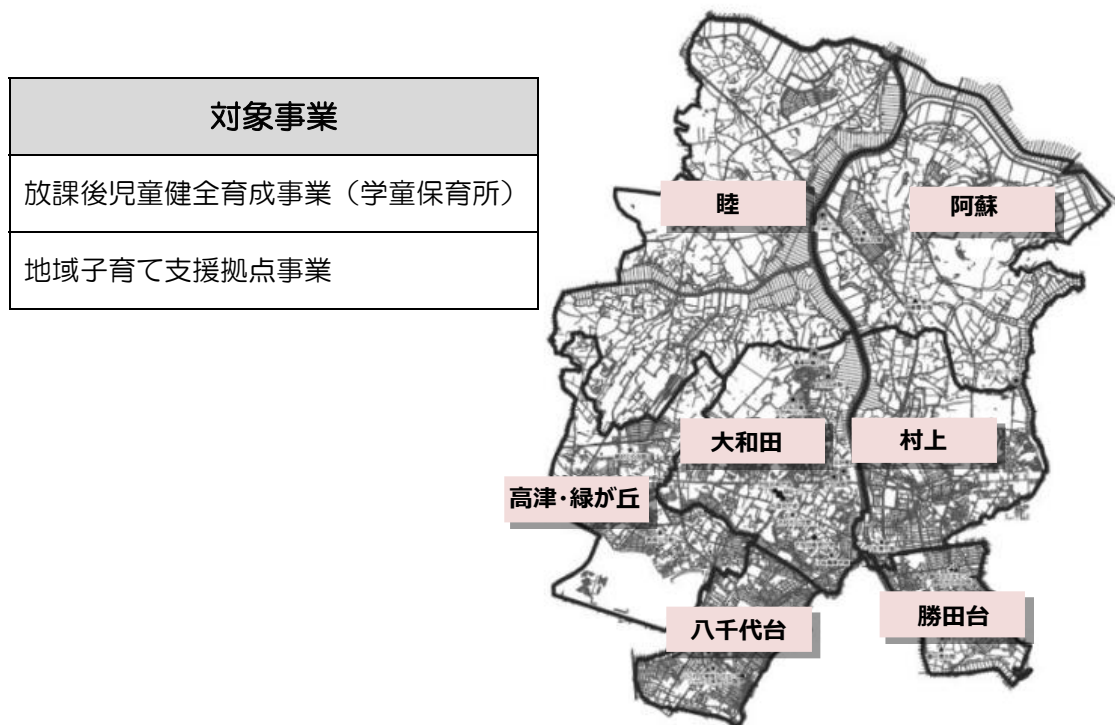 対象事業
放課後児童健全育成事業（学童保育所）
地域子育て支援拠点事業
睦
阿蘇
大和田
村上
高津・緑が丘
八千代台
勝田台